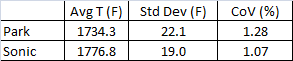 Avg T (F) Std Dev (F) CoV (%)
Park 1734.3 22.1 1.28
Sonic 1776.8 19.0 1.07